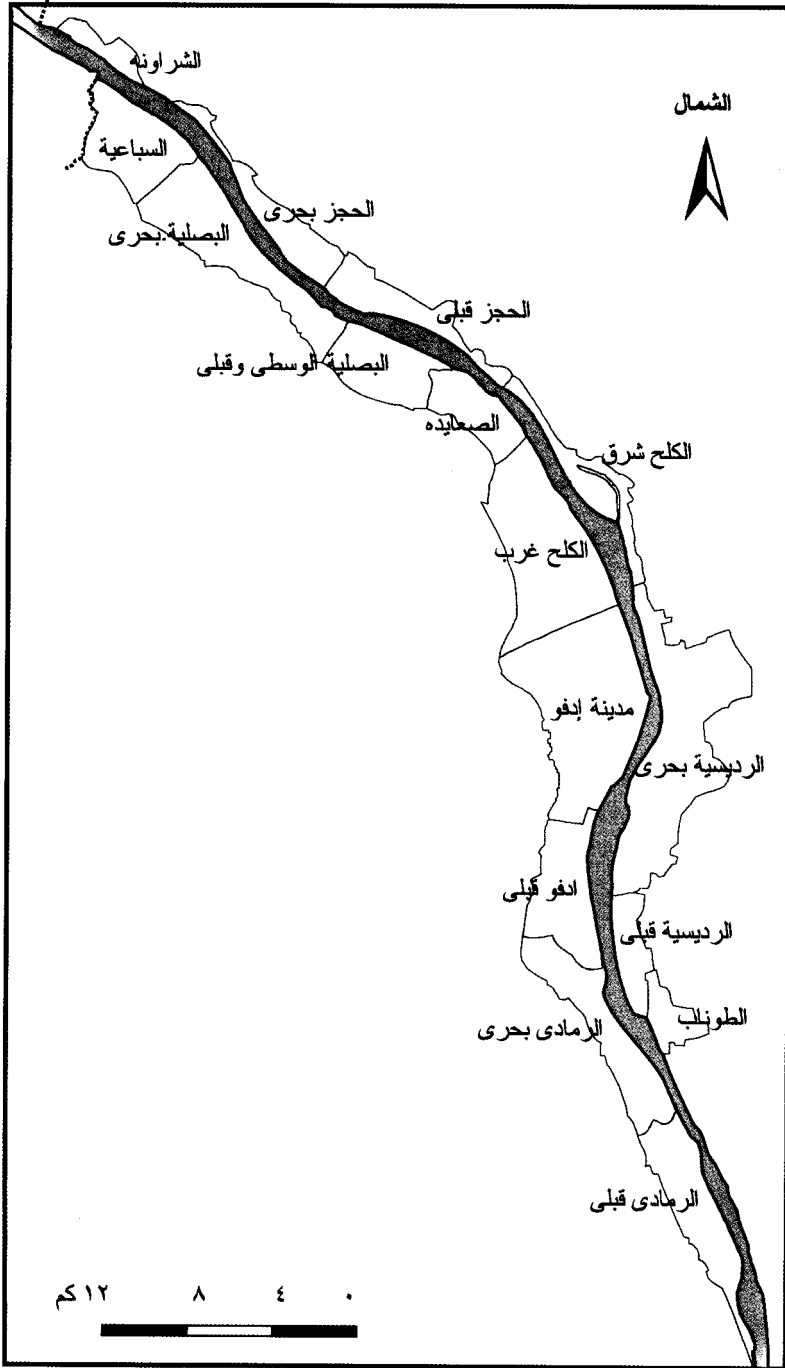 الشراونه
الشمال
السباعية
الحجز بحرى
البصلية بحرى
الحجز قبلى
البصلية الوسطى وقبلى
الصعايده
الكلح شرق
الكلح غرب
مدينة إدفو
الرديسية بحرى
ادفو قبلى
الرديسية قبلى
الطوناب
الرمادى بحرى
الرمادى قبلى
٠ ٤ ٨ ١٢ كم